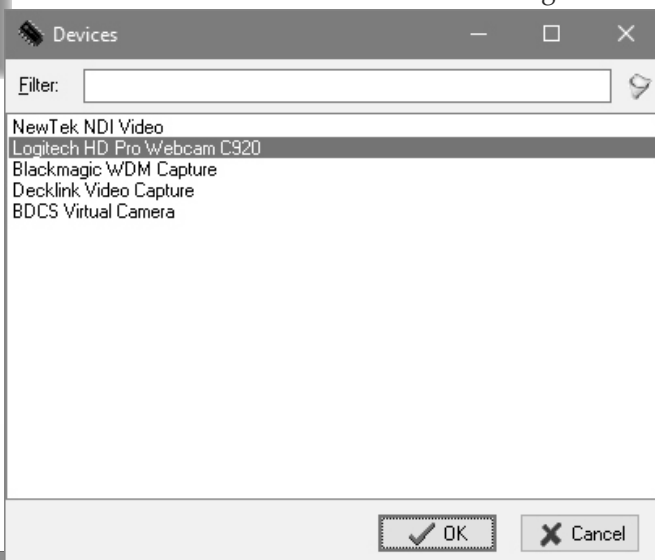 Devices
Filter:
NewTek NDI Video
Logitech HD Pro Webcam C920
Blackmagic WDM Capture
Decklink Video Capture
BDCS Virtual Camera
OK
Cancel